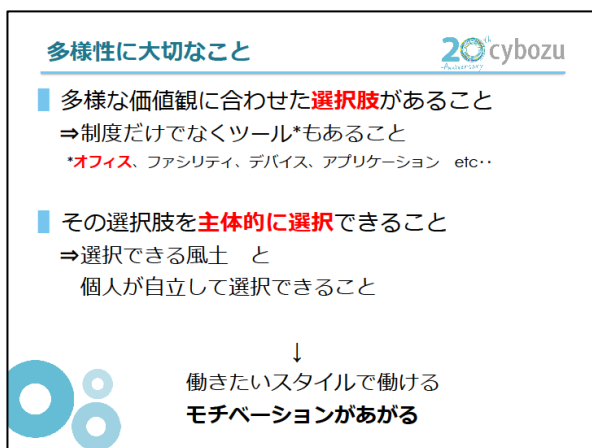 多様性に大切なこと
20th Anniversary cybozu
多様な価値観に合わせた選択肢があること
⇒制度だけでなくツール*もあること
*オフィス、ファシリティ、デバイス、アプリケーション etc‥
その選択肢を主体的に選択できること
⇒選択できる風土　と
個人が自立して選択できること
↓
働きたいスタイルで働ける
モチベーションがあがる